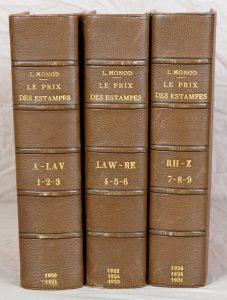 L. MONOD
LE PRIX
DES ESTAMPES
A-LAV
1-2-3
1920
1921
L. MONOD
LE PRIX
DES ESTAMPES
LAW-RE
4-5-6
1922
1924
1925
L. MONOD
LE PRIX
DES ESTAMPES
RH-Z
7-8-9
1926
1928
1931